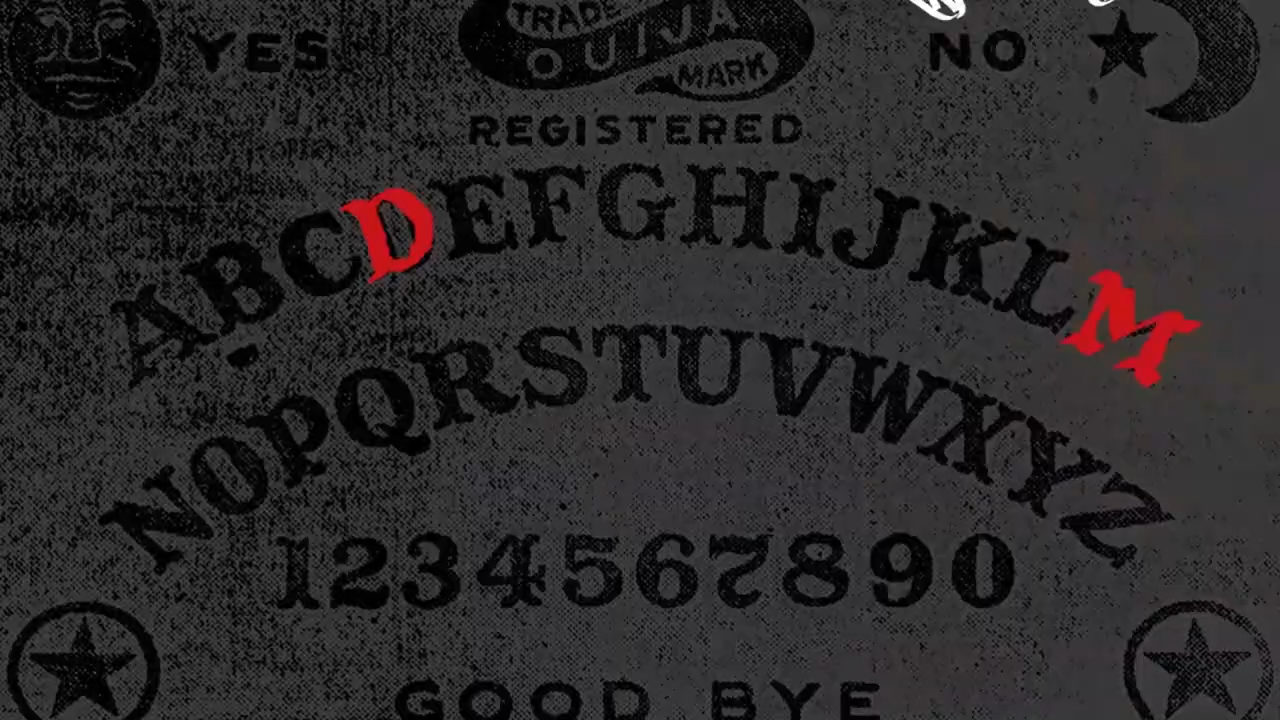 YES
TRADE
OUIJA
MARK
NO
REGISTERED
ABCDEFGHIJKLM
NOPQRSTUVWXYZ
1234567890
GOOD BYE